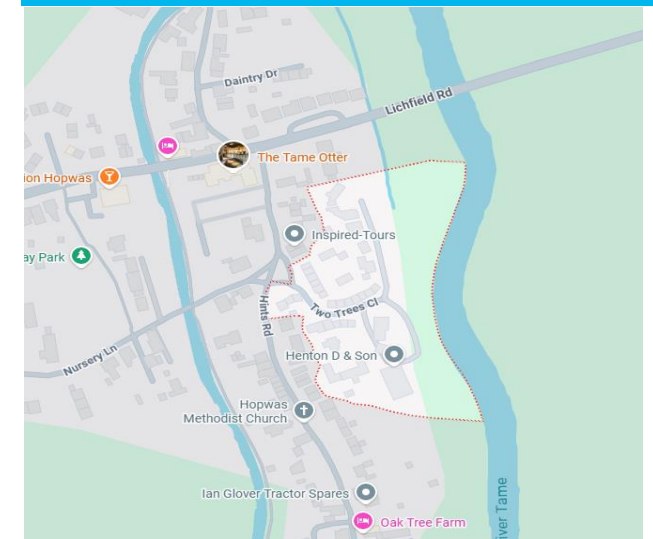 Daintry Dr
Lichfield Rd
The Tame Otter
ion Hopwas
Inspired-Tours
ay Park
Two Trees Cl
Hints Rd
Nursery Ln
Henton D & Son
Hopwas
Methodist Church
Ian Glover Tractor Spares
iver Tame
Oak Tree Farm